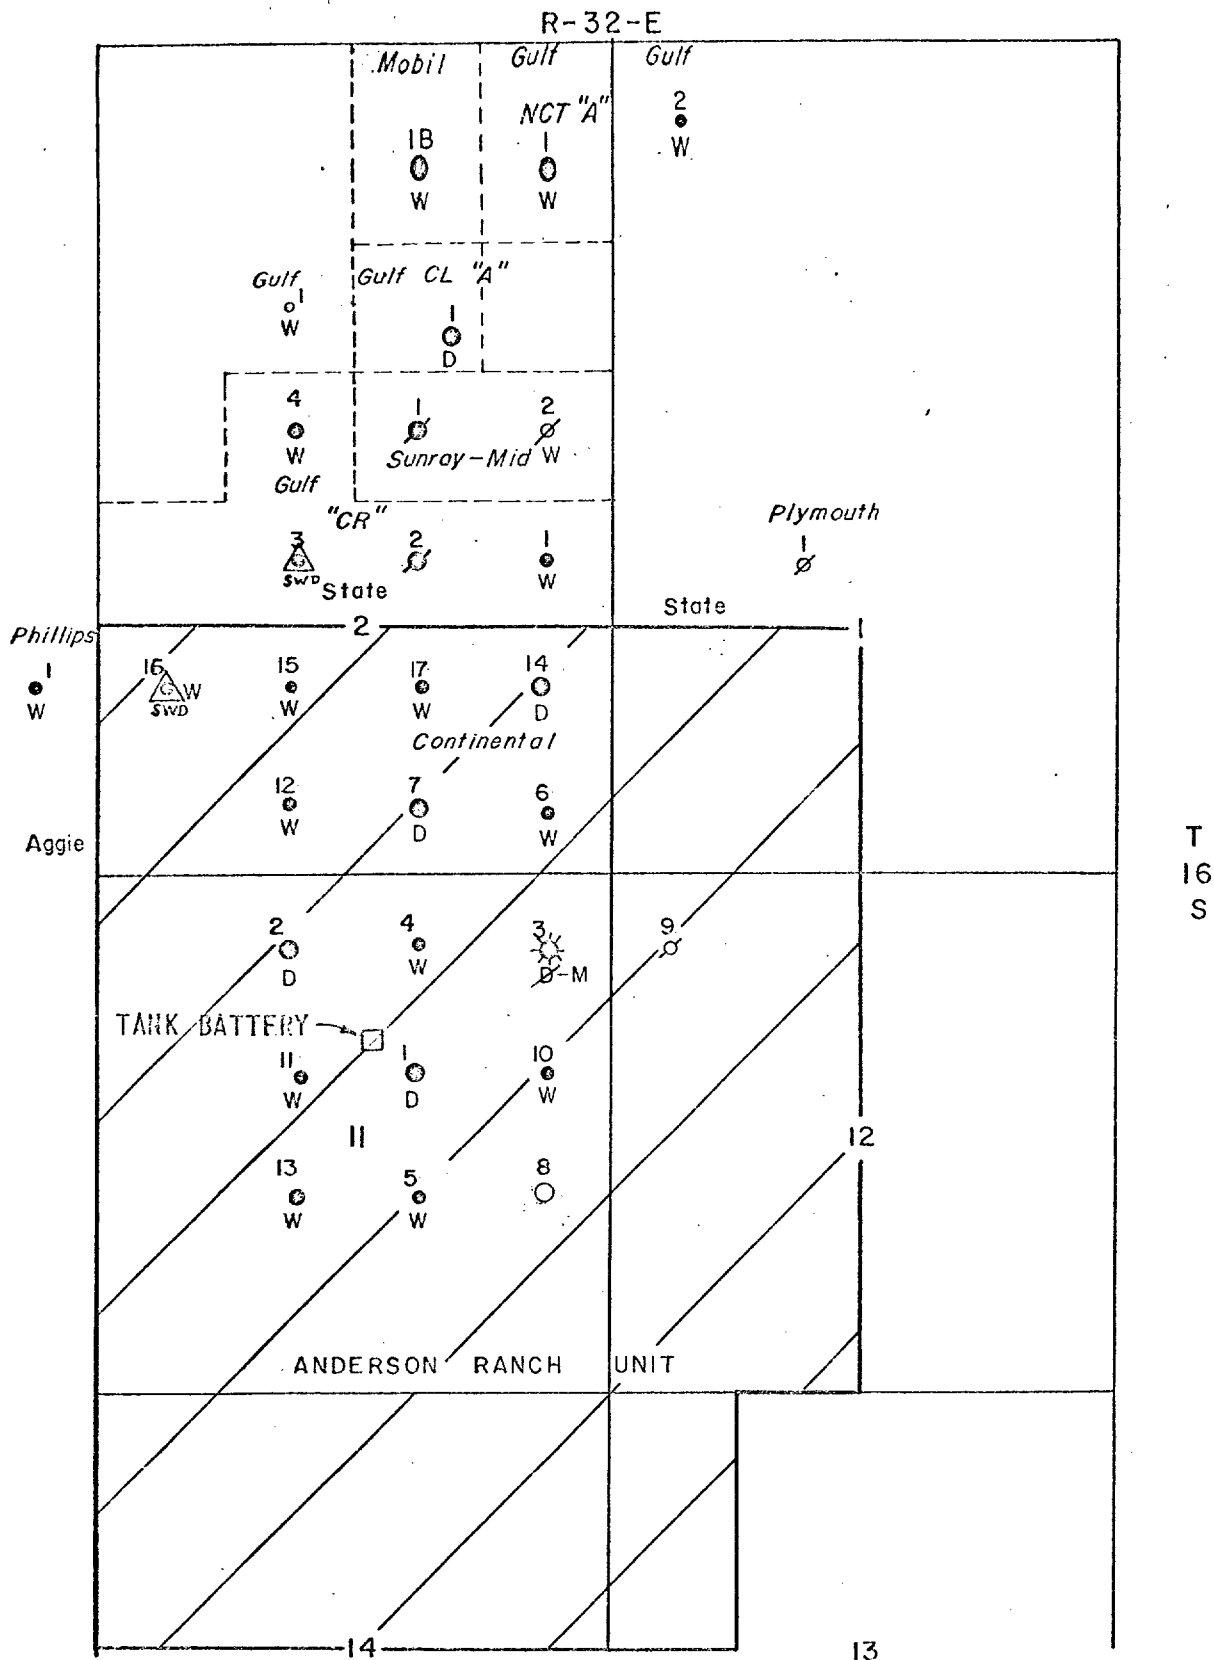 R-32-E
Mobil Gulf Gulf
NCT "A" 2
1B 1 W
W W
Gulf Gulf CL "A"
1 1
W D
4 1 2
W Sunray-Mid W
Gulf
"CR" Plymouth
3 2 1 1
SWD State W
State
Phillips 2 1
1 16 15 17 14
W W W W D
SWD
Continental
12 7 6
W D W
Aggie
T
16
S
2 4 3 9
D W D-M
TANK BATTERY
11 1 10
W D W
11 12
13 5 8
W W
ANDERSON RANCH UNIT
14 13